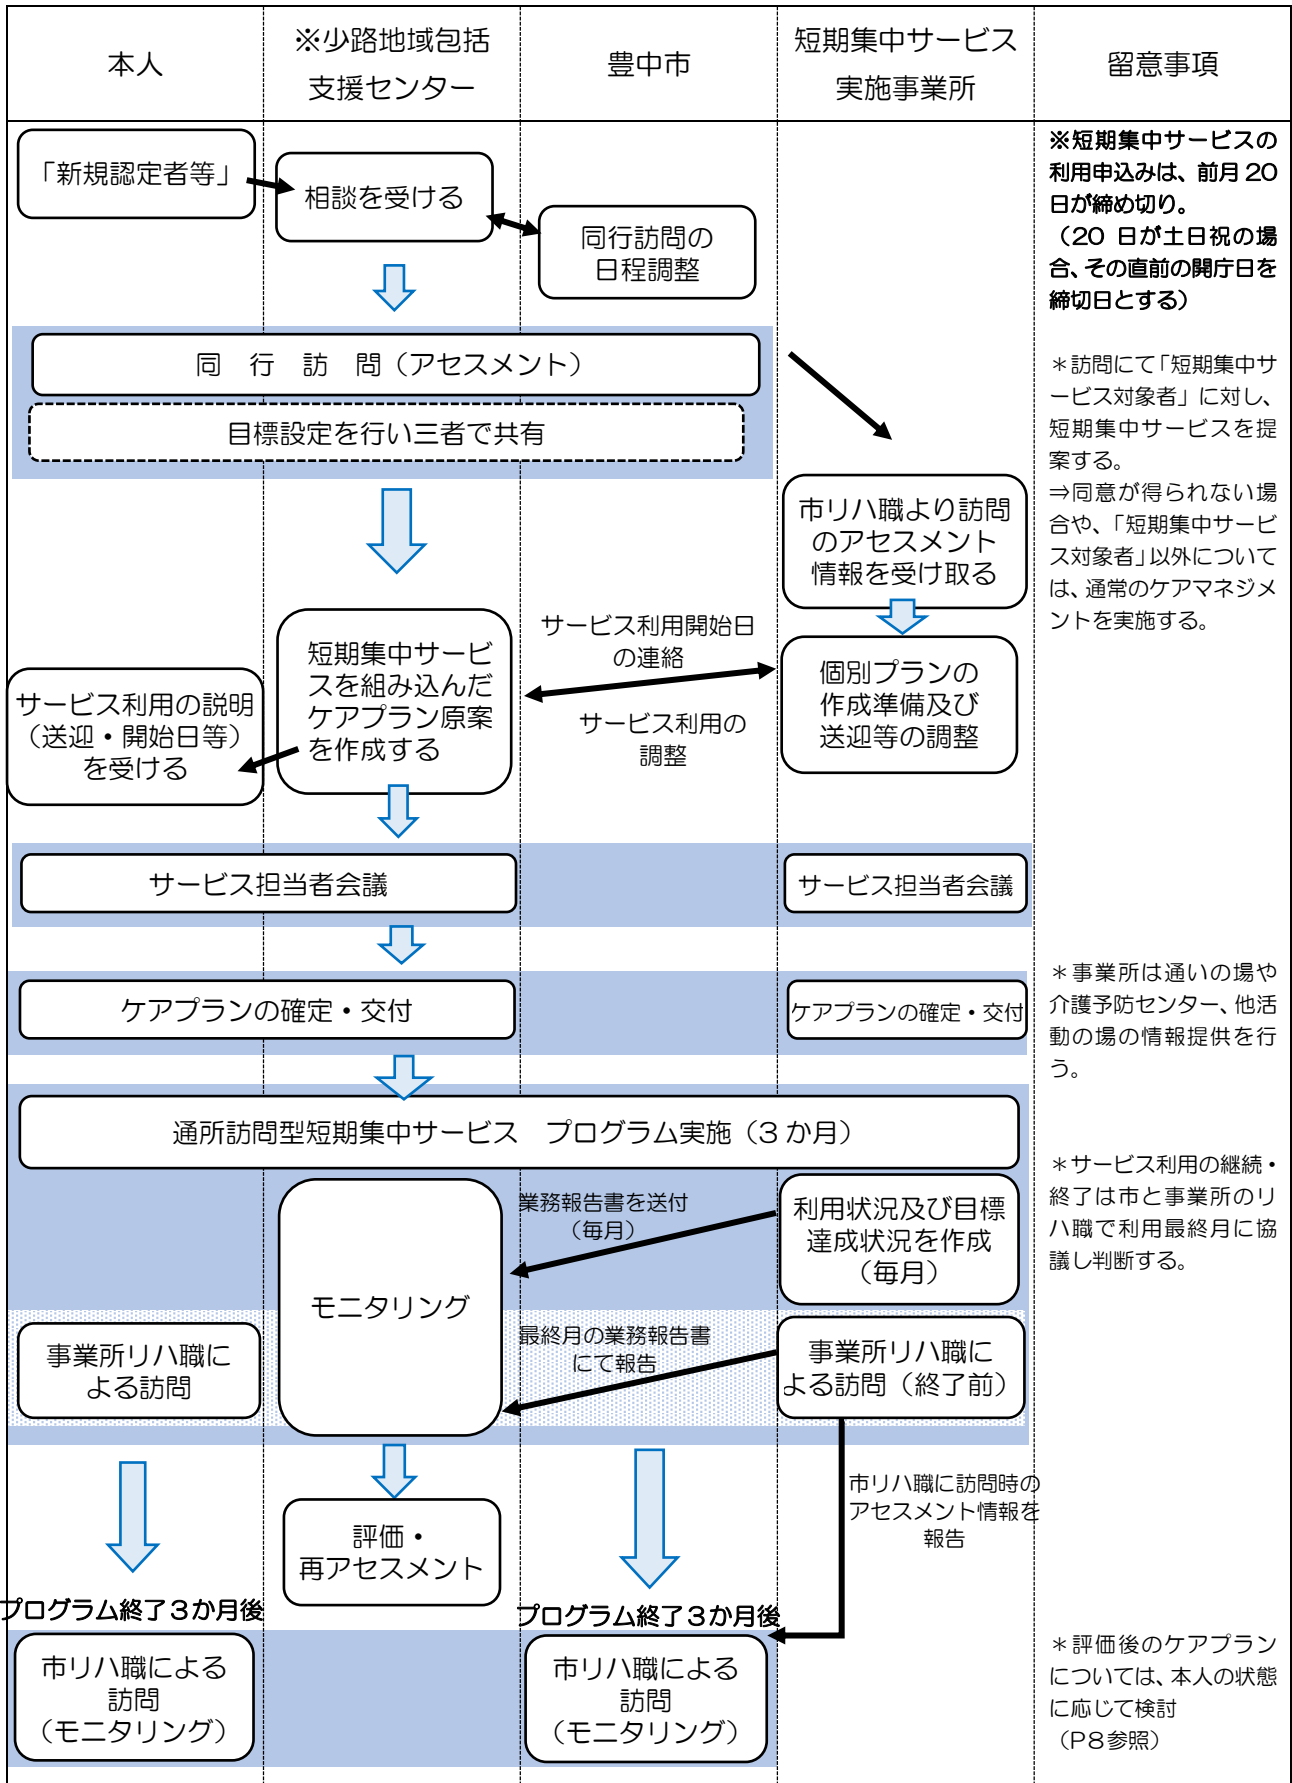 本人
※少路地域包括
支援センター
豊中市
短期集中サービス
実施事業所
留意事項
「新規認定者等」
相談を受ける
同行訪問の
日程調整
※短期集中サービスの
利用申込みは、前月20
日が締め切り。
（20 日が土日祝の場
合、その直前の開庁日を
締切日とする）
同　行　訪　問（アセスメント）
目標設定を行い三者で共有
＊訪問にて「短期集中サ
ービス対象者」に対し、
短期集中サービスを提
案する。
⇒同意が得られない場
合や、「短期集中サービ
ス対象者」以外について
は、通常のケアマネジメ
ントを実施する。
市リハ職より訪問
のアセスメント
情報を受け取る
短期集中サービ
スを組み込んだ
ケアプラン原案
を作成する
サービス利用開始日
の連絡
サービス利用の
調整
個別プランの
作成準備及び
送迎等の調整
サービス利用の説明
（送迎・開始日等）
を受ける
サービス担当者会議
サービス担当者会議
ケアプランの確定・交付
ケアプランの確定・交付
＊事業所は通いの場や
介護予防センター、他活
動の場の情報提供を行
う。
通所訪問型短期集中サービス　プログラム実施（3か月）
モニタリング
業務報告書を送付
（毎月）
利用状況及び目標
達成状況を作成
（毎月）
＊サービス利用の継続・
終了は市と事業所のリ
ハ職で利用最終月に協
議し判断する。
事業所リハ職に
よる訪問
最終月の業務報告書
にて報告
事業所リハ職に
よる訪問（終了前）
評価・
再アセスメント
市リハ職に訪問時の
アセスメント情報を
報告
プログラム終了3か月後
プログラム終了3か月後
市リハ職による
訪問
（モニタリング）
市リハ職による
訪問
（モニタリング）
＊評価後のケアプラン
については、本人の状態
に応じて検討
（P8参照）